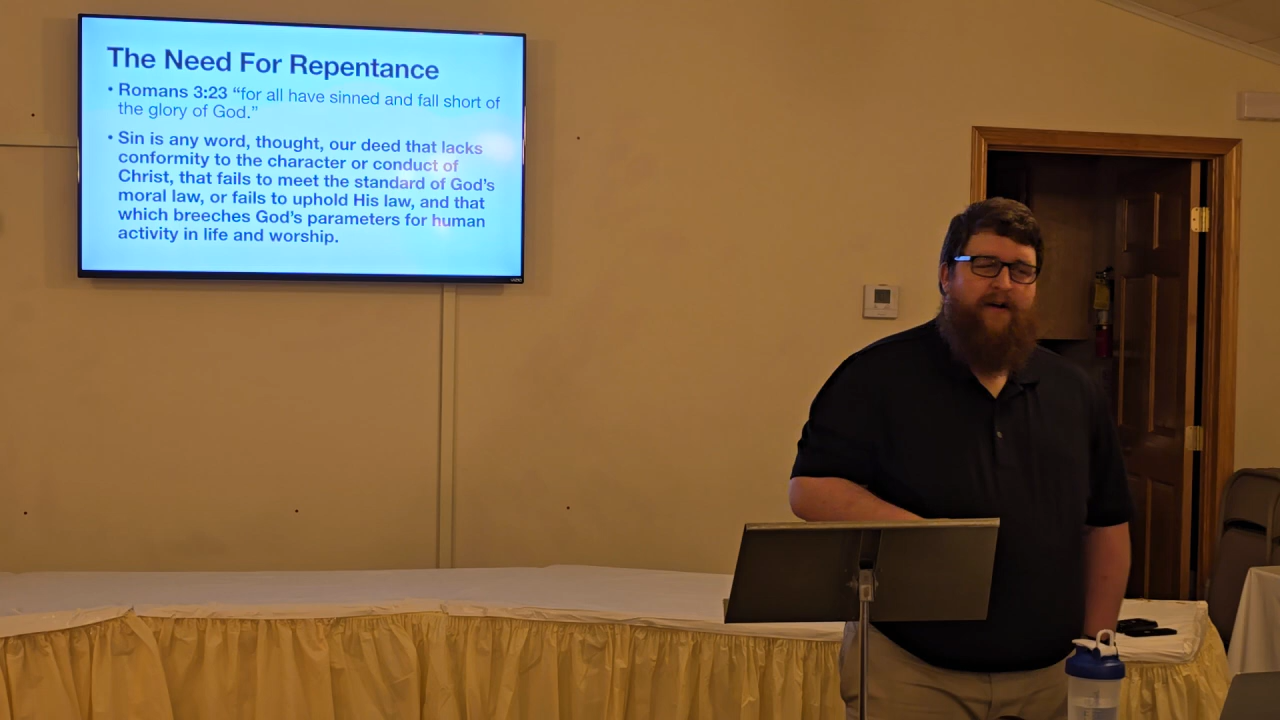 The Need For Repentance
• Romans 3:23 “for all have sinned and fall short of
the glory of God.”
• Sin is any word, thought, our deed that lacks
conformity to the character or conduct of
Christ, that fails to meet the standard of God’s
moral law, or fails to uphold His law, and that
which breeches God’s parameters for human
activity in life and worship.